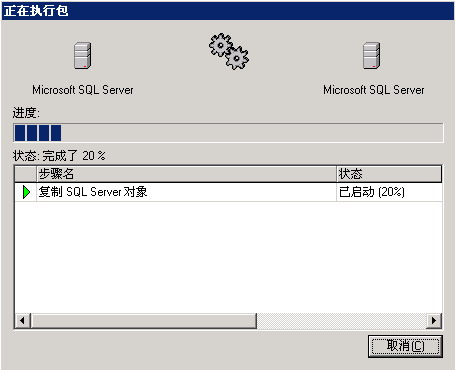 正在执行包
Microsoft SQL Server
Microsoft SQL Server
进度:
状态: 完成了 20 %
步骤名 状态
复制 SQL Server 对象 已启动 (20%)
取消(C)